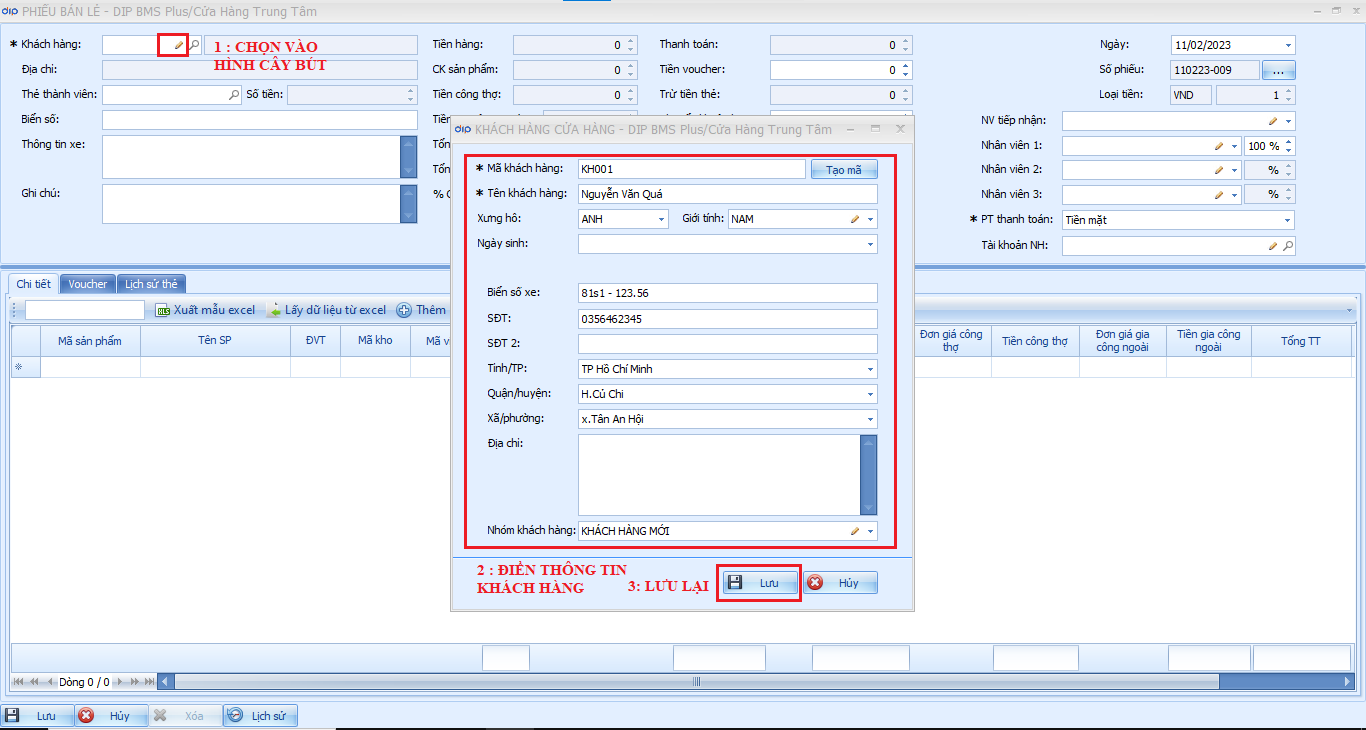 dip PHIẾU BÁN LẺ - DIP BMS Plus/Cửa Hàng Trung Tâm
* Khách hàng:
1 : CHỌN VÀO
HÌNH CÂY BÚT
Địa chỉ:
Thẻ thành viên:
Số tiền:
Biển số:
Thông tin xe:
Ghi chú:
Tiền hàng: 0
CK sản phẩm: 0
Tiền công thợ: 0
Thanh toán: 0
Tiền voucher: 0
Trừ tiền thẻ: 0
Ngày: 11/02/2023
Số phiếu: 110223-009 ...
Loại tiền: VND 1
NV tiếp nhận:
Nhân viên 1: 100 %
Nhân viên 2: %
Nhân viên 3: %
* PT thanh toán: Tiền mặt
Tài khoản NH:
dip KHÁCH HÀNG CỬA HÀNG - DIP BMS Plus/Cửa Hàng Trung Tâm
* Mã khách hàng: KH001 Tạo mã
* Tên khách hàng: Nguyễn Văn Quá
Xưng hô: ANH Giới tính: NAM
Ngày sinh:
Biển số xe: 81s1 - 123.56
SĐT: 0356462345
SĐT 2:
Tỉnh/TP: TP Hồ Chí Minh
Quận/huyện: H.Củ Chi
Xã/phường: x.Tân An Hội
Địa chỉ:
Nhóm khách hàng: KHÁCH HÀNG MỚI
2 : ĐIỀN THÔNG TIN
KHÁCH HÀNG
3: LƯU LẠI
Lưu Hủy
Chi tiết Voucher Lịch sử thẻ
Xuất mẫu excel Lấy dữ liệu từ excel Thêm
Mã sản phẩm Tên SP ĐVT Mã kho
Đơn giá công thợ
Tiền công thợ
Đơn giá gia công ngoài
Tiền gia công ngoài
Tổng TT
Dòng 0 / 0
Lưu Hủy Xóa Lịch sử